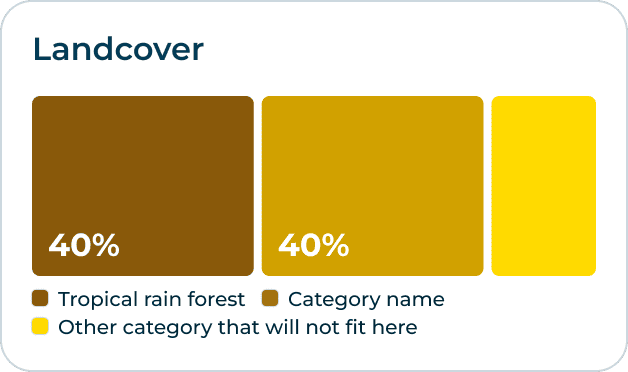 Landcover
40% 40%
Tropical rain forest Category name
Other category that will not fit here